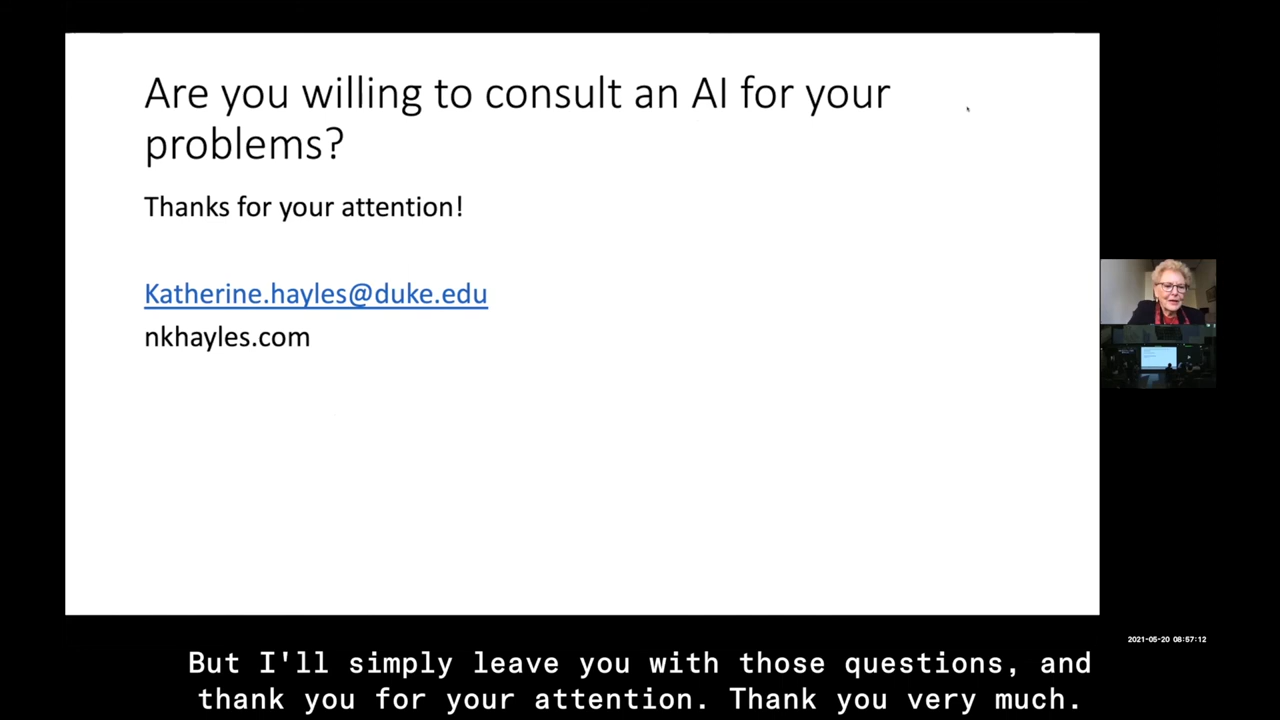 Are you willing to consult an AI for your
problems?
Thanks for your attention!
Katherine.hayles@duke.edu
nkhayles.com
2021-05-20 08:57:12
But I'll simply leave you with those questions, and
thank you for your attention. Thank you very much.